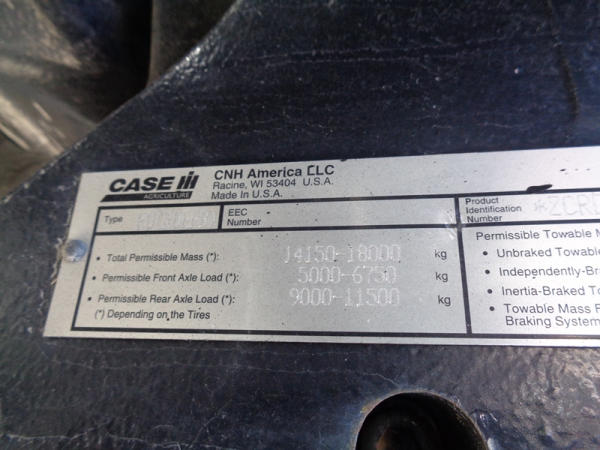 CASE IH
AGRICULTURE
CNH America LLC
Racine, WI 53404 U.S.A.
Made In U.S.A.
Type
EEC
Number
Product
Identification
Number
*ZCR
• Total Permissible Mass (*): 14150-18000 kg
• Permissible Front Axle Load (*): 5000-6750 kg
• Permissible Rear Axle Load (*): 9000-11500 kg
(*) Depending on the Tires
Permissible Towable M
• Unbraked Towable
• Independently-Br
• Inertia-Braked To
• Towable Mass F
Braking System